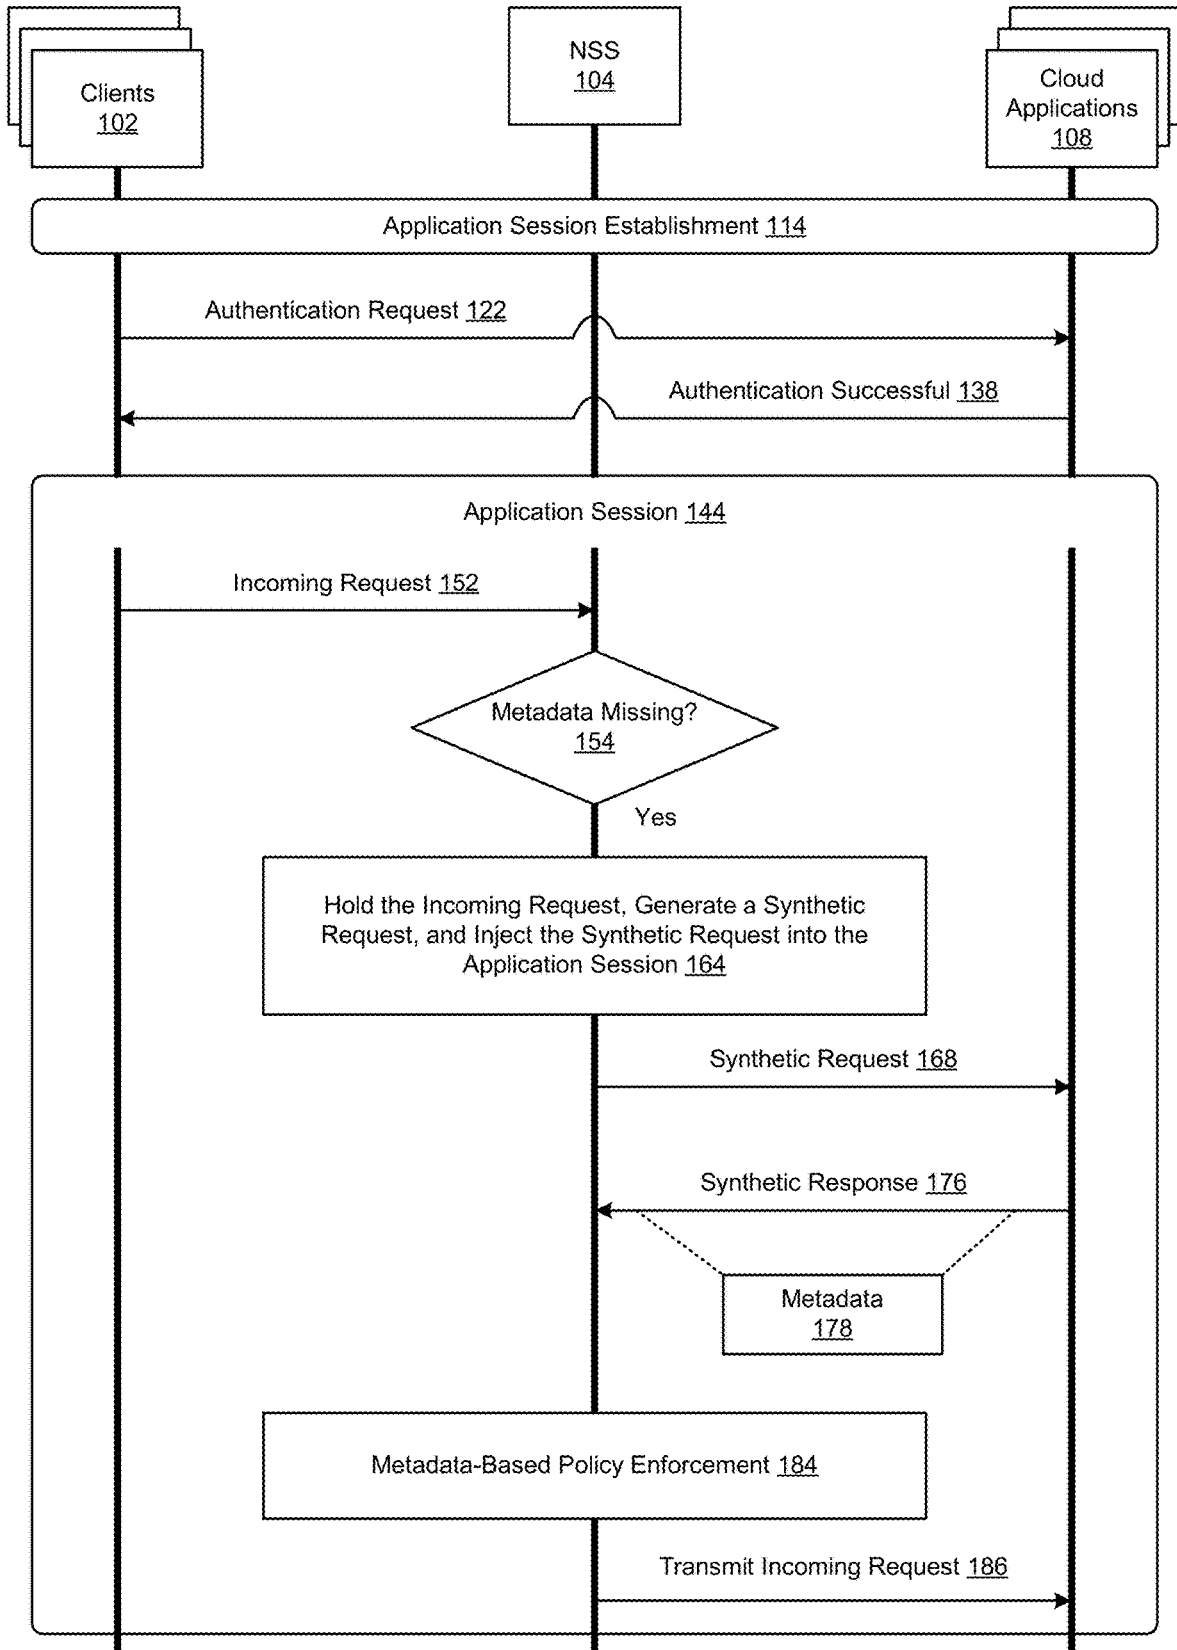 Clients
102
NSS
104
Cloud
Applications
108
Application Session Establishment 114
Authentication Request 122
Authentication Successful 138
Application Session 144
Incoming Request 152
Metadata Missing?
154
Yes
Hold the Incoming Request, Generate a Synthetic
Request, and Inject the Synthetic Request into the
Application Session 164
Synthetic Request 168
Synthetic Response 176
Metadata
178
Metadata-Based Policy Enforcement 184
Transmit Incoming Request 186